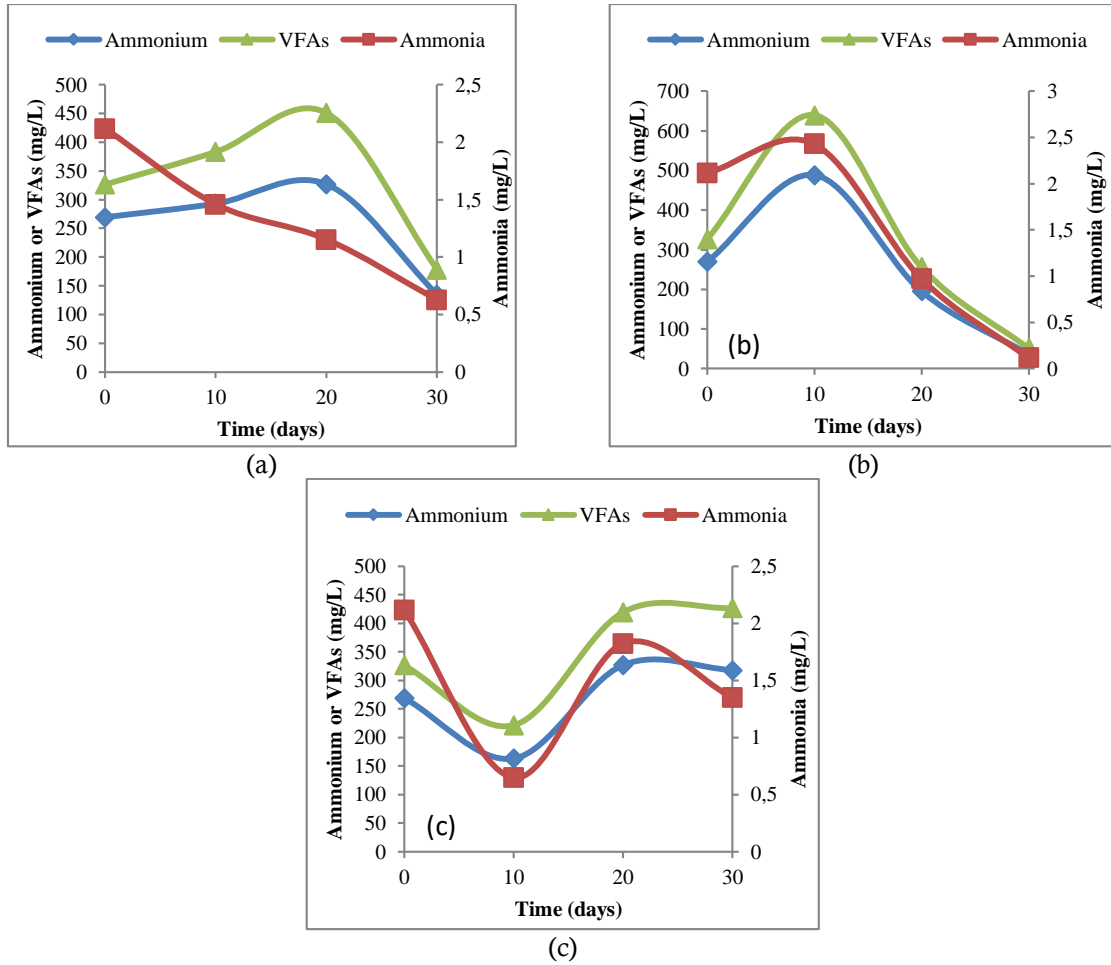 Ammonium VFAs Ammonia
500
450
400
350
300
250
200
150
100
50
0
Ammonium or VFAs (mg/L)
2,5
2
1,5
1
0,5
0
Ammonia (mg/L)
0 10 20 30
Time (days)
(a)
Ammonium VFAs Ammonia
700
600
500
400
300
200
100
0
Ammonium or VFAs (mg/L)
3
2,5
2
1,5
1
0,5
0
Ammonia (mg/L)
(b)
0 10 20 30
Time (days)
(b)
Ammonium VFAs Ammonia
500
450
400
350
300
250
200
150
100
50
0
Ammonium or VFAs (mg/L)
2,5
2
1,5
1
0,5
0
Ammonia (mg/L)
(c)
0 10 20 30
Time (days)
(c)